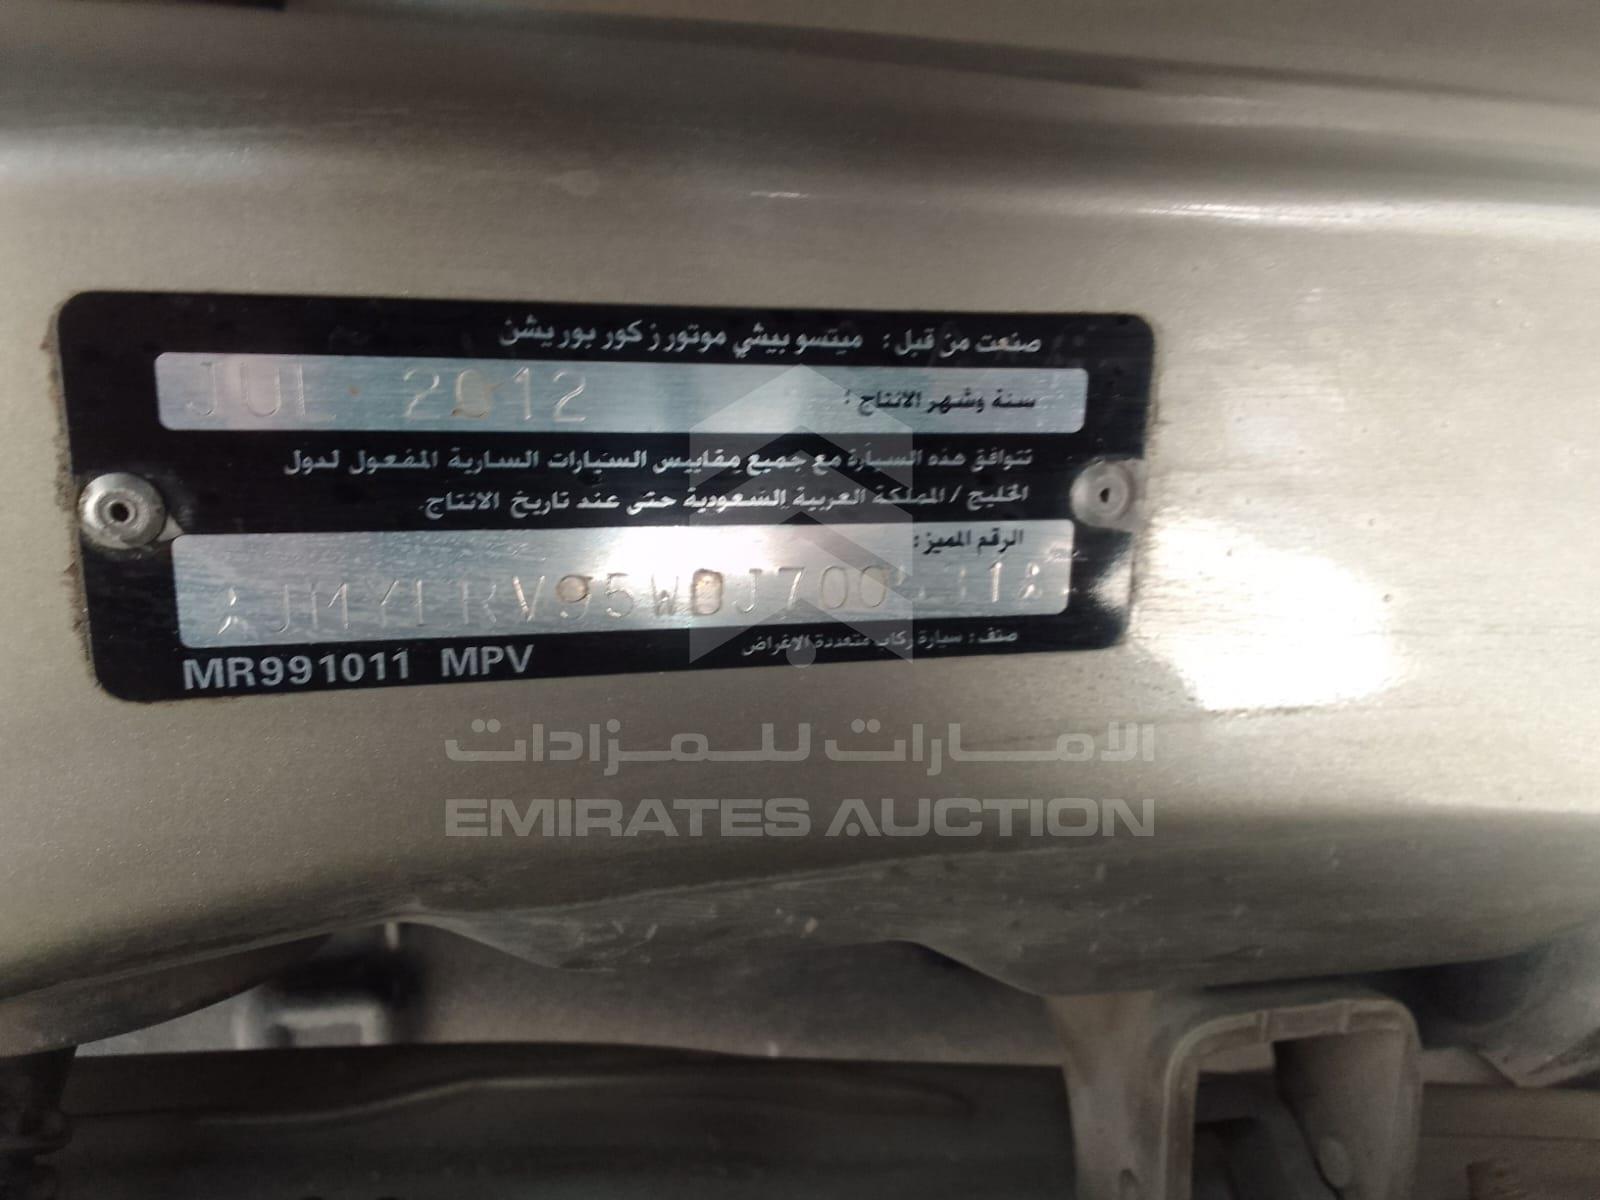 صنعت من قبل: ميتسوبيشي موتورز كوربوريشن
سنة وشهر الانتاج: JUL 2012
تتوافق هذه السيارة مع جميع مقاييس السيارات السارية المفعول لدول
الخليج / المملكة العربية السعودية حتى عند تاريخ الانتاج.
الرقم المميز:
صنف: سيارة ركاب متعددة الاغراض
MR991011 MPV
الامارات للمزادات
EMIRATES AUCTION